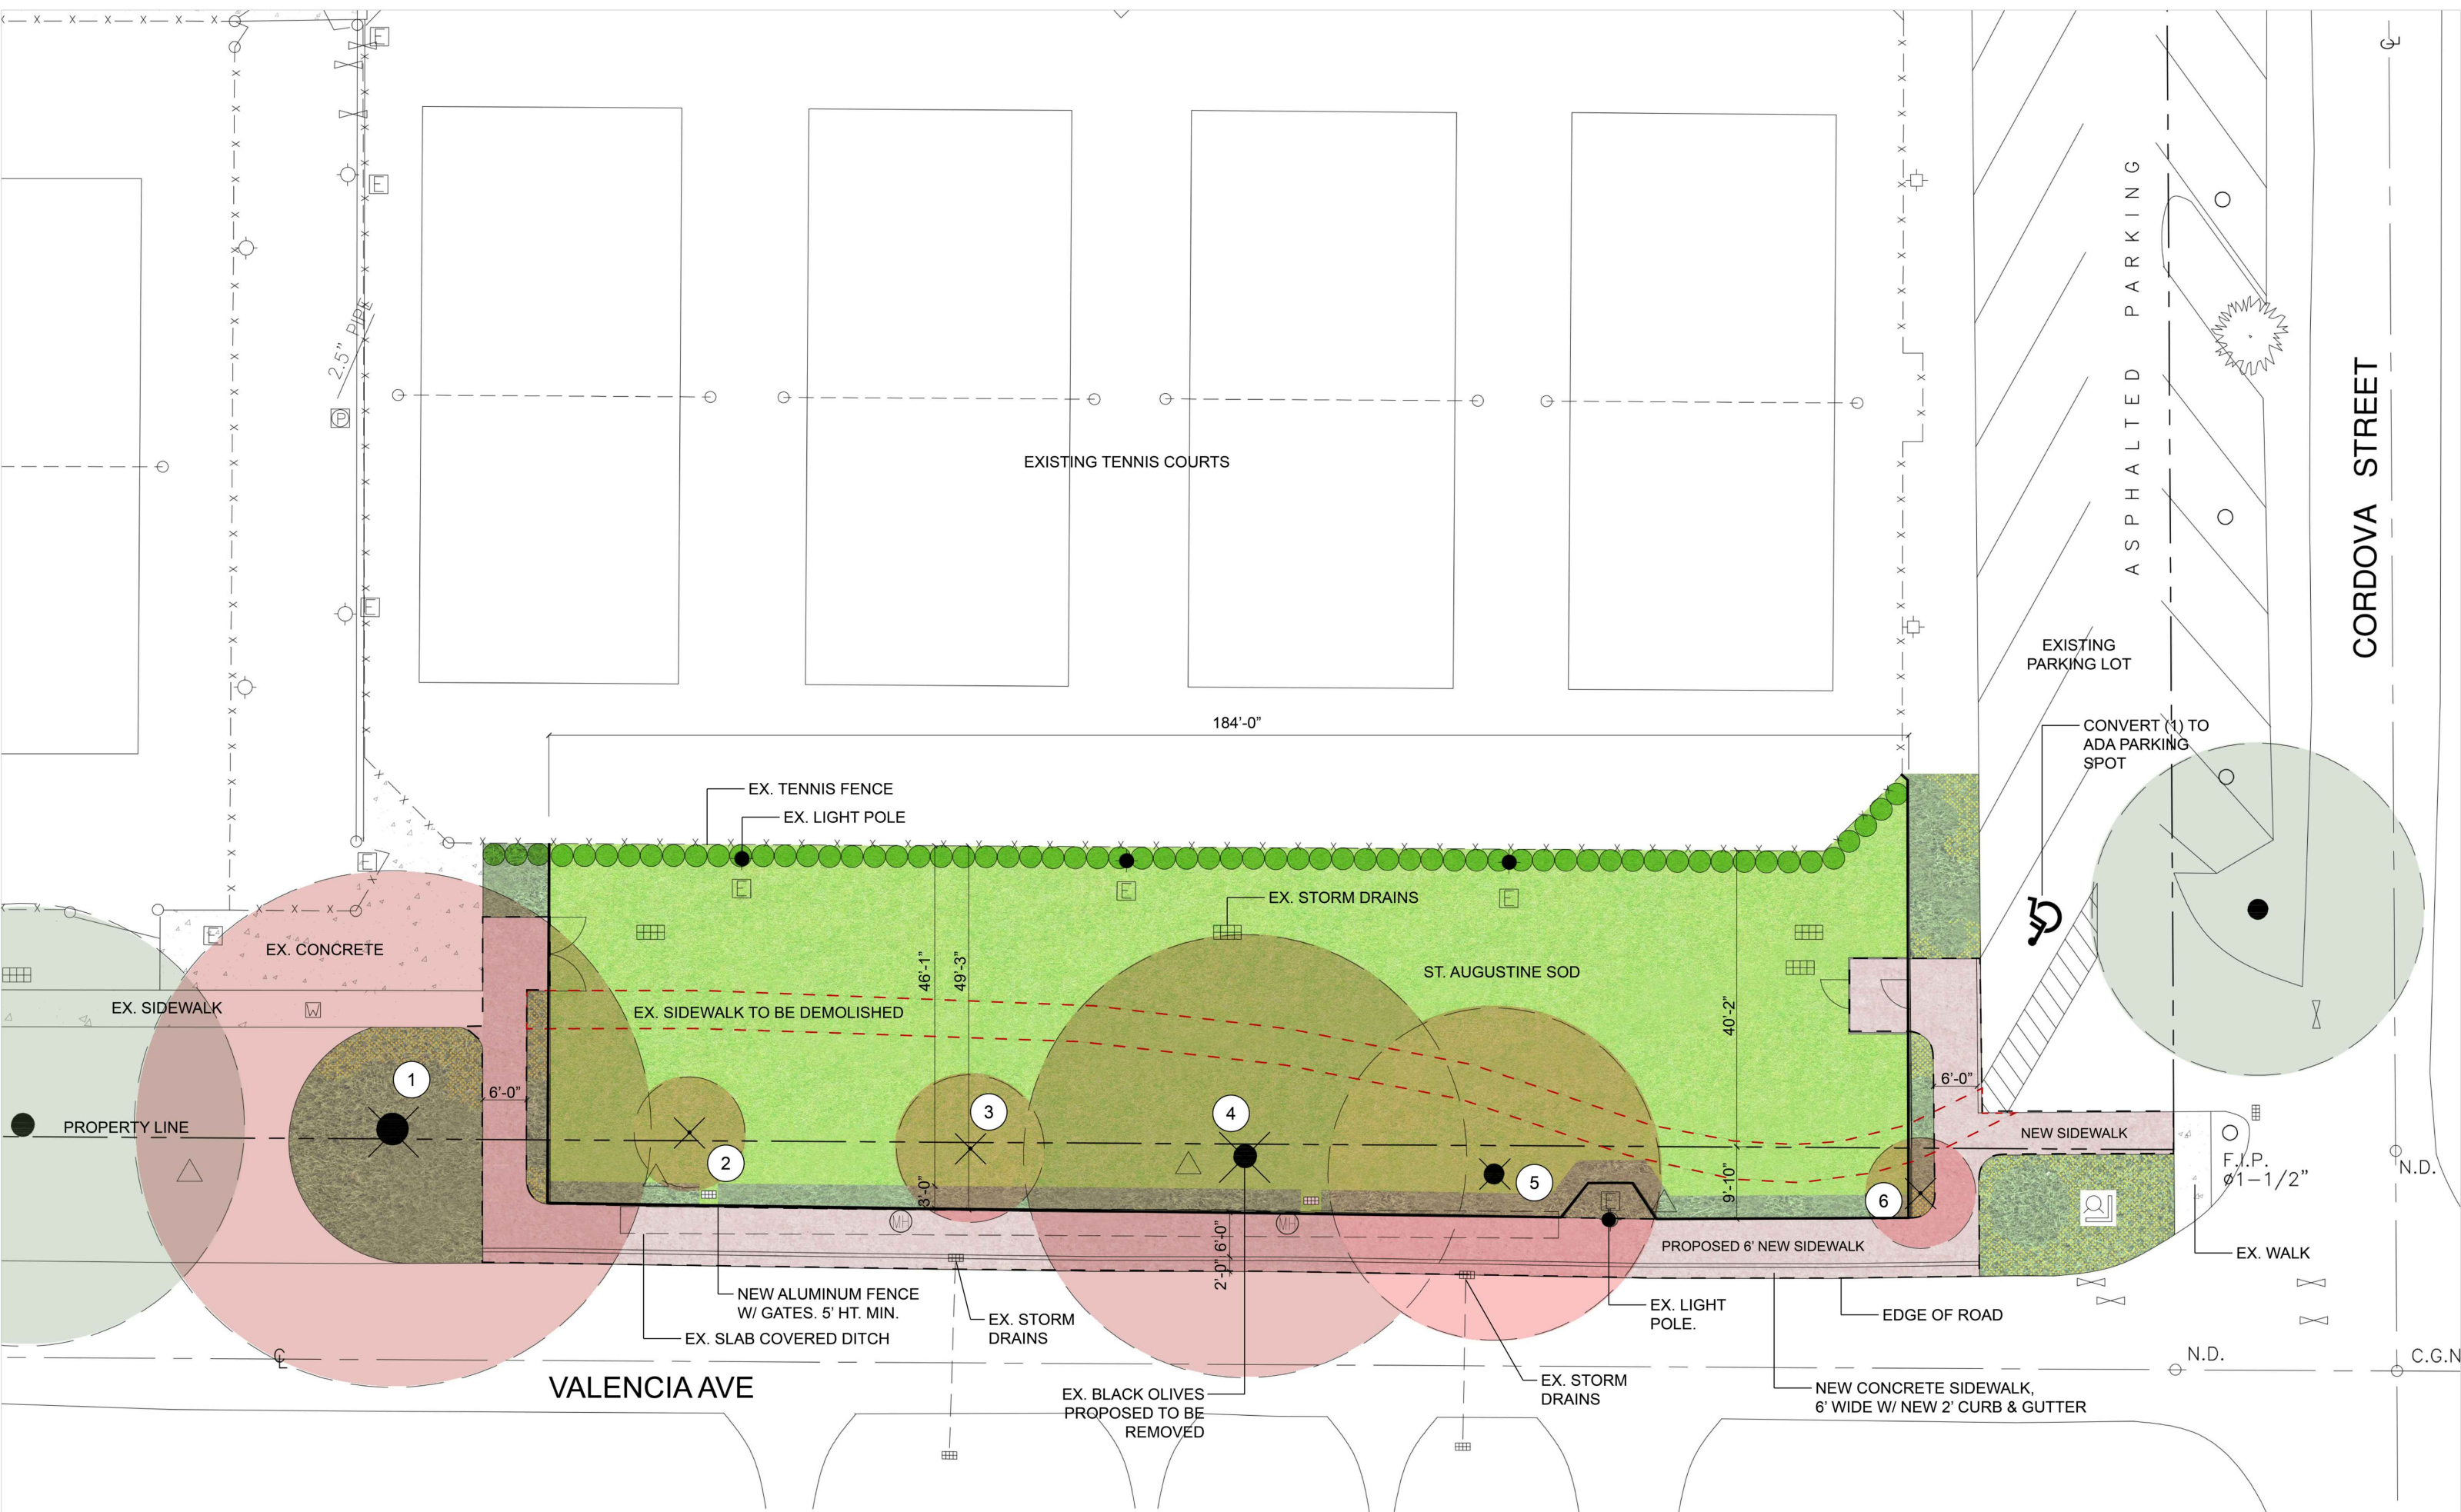 E
E
2.5" PIPE
P
E
EXISTING TENNIS COURTS
ASPHALTED PARKING
CORDOVA STREET
EXISTING
PARKING LOT
184'-0"
CONVERT (1) TO
ADA PARKING
SPOT
EX. TENNIS FENCE
EX. LIGHT POLE
E
E
E
E
EX. STORM DRAINS
E
EX. CONCRETE
46'-1"
49'-3"
ST. AUGUSTINE SOD
40'-2"
EX. SIDEWALK
W
EX. SIDEWALK TO BE DEMOLISHED
1
6'-0"
6'-0"
3
4
PROPERTY LINE
NEW SIDEWALK
2
5
6
F.I.P.
ø1-1/2"
N.D.
3'-0"
9'-10"
E
MH
MH
6'-0"
2'-0"
PROPOSED 6' NEW SIDEWALK
EX. WALK
NEW ALUMINUM FENCE
W/ GATES. 5' HT. MIN.
EX. SLAB COVERED DITCH
EX. STORM
DRAINS
EX. LIGHT
POLE.
EDGE OF ROAD
N.D.
C.G.N
VALENCIA AVE
EX. BLACK OLIVES
PROPOSED TO BE
REMOVED
EX. STORM
DRAINS
NEW CONCRETE SIDEWALK,
6' WIDE W/ NEW 2' CURB & GUTTER